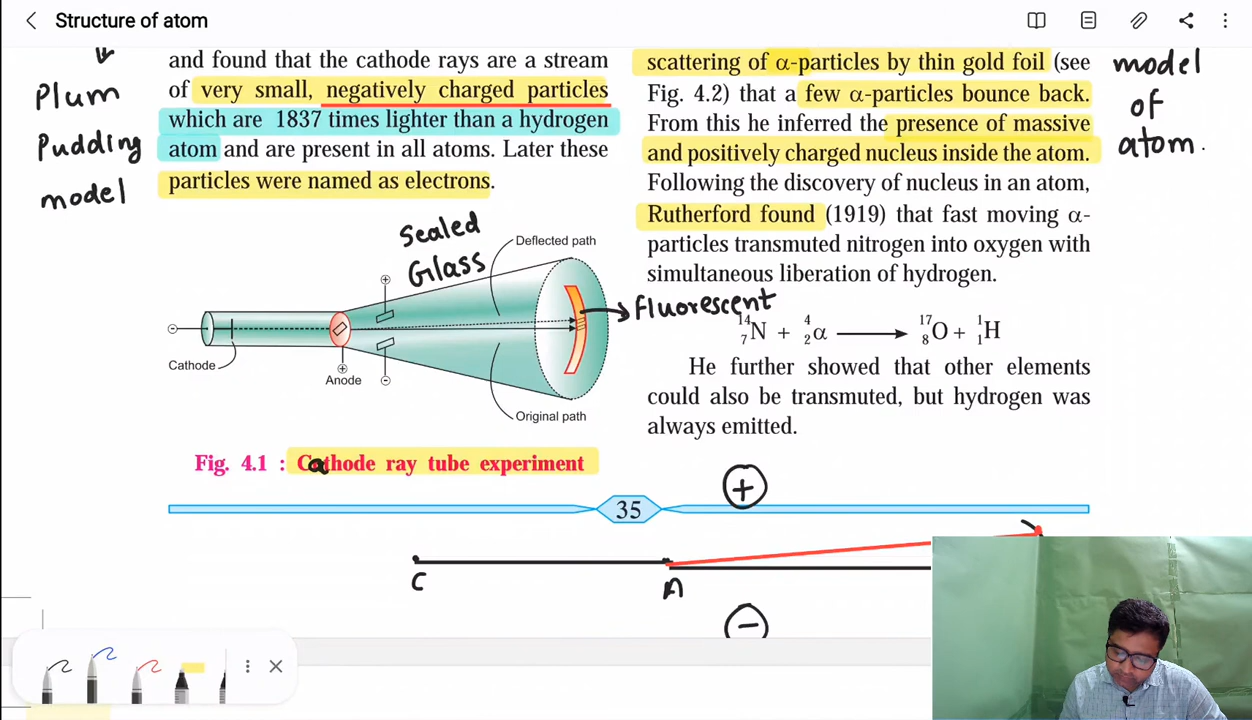 Structure of atom
Plum
Pudding
model
and found that the cathode rays are a stream
of very small, negatively charged particles
which are 1837 times lighter than a hydrogen
atom and are present in all atoms. Later these
particles were named as electrons.
Sealed
Glass
Deflected path
fluorescent
Cathode
Anode
Original path
+
−
−
+
−
Fig. 4.1 : Cathode ray tube experiment
scattering of α-particles by thin gold foil (see
Fig. 4.2) that a few α-particles bounce back.
From this he inferred the presence of massive
and positively charged nucleus inside the atom.
Following the discovery of nucleus in an atom,
Rutherford found (1919) that fast moving α-
particles transmuted nitrogen into oxygen with
simultaneous liberation of hydrogen.
¹⁴₇N + ⁴₂α ⟶ ¹⁷₈O + ¹₁H
He further showed that other elements
could also be transmuted, but hydrogen was
always emitted.
model
of
atom.
35
+
C
A
−